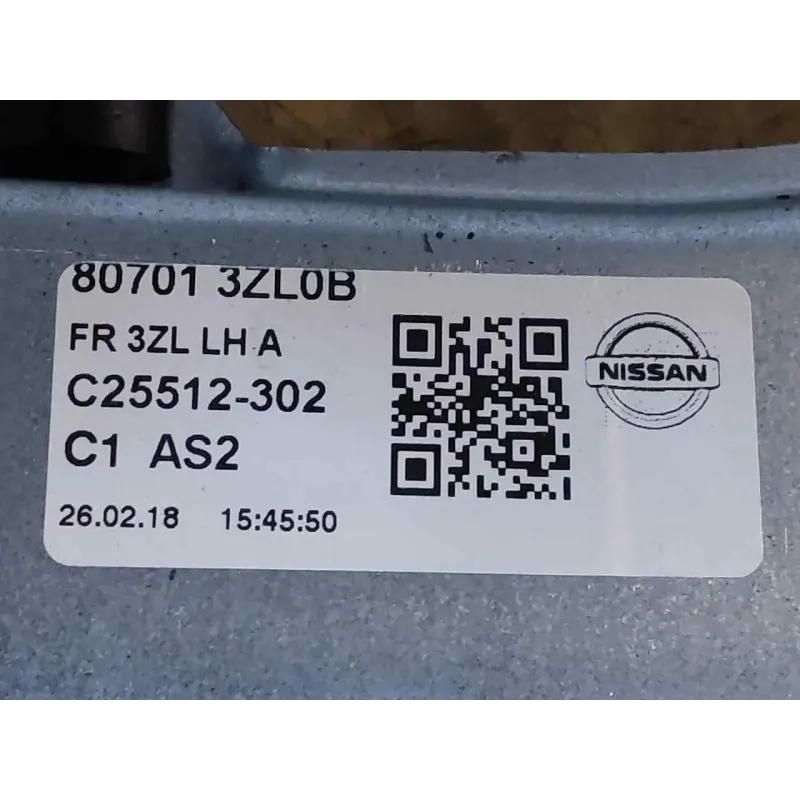 80701 3ZL0B
FR 3ZL LH A
C25512-302
C1 AS2
26.02.18 15:45:50
NISSAN